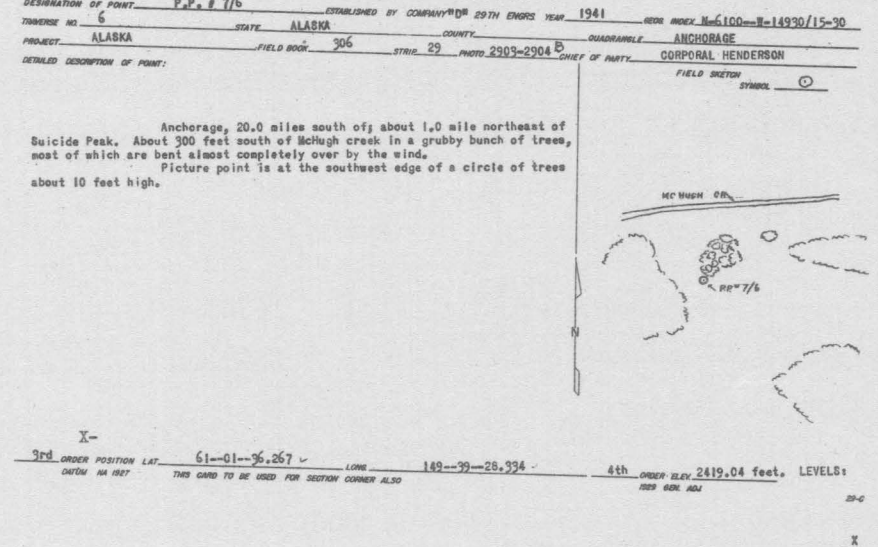 DESIGNATION OF POINT P.P. # 7/6 ESTABLISHED BY COMPANY "D" 29TH ENGRS YEAR 1941 GEOG INDEX N-6100--W-14930/15-30
TRAVERSE NO. 6 STATE ALASKA COUNTY QUADRANGLE ANCHORAGE
PROJECT ALASKA FIELD BOOK 306 STRIP 29 PHOTO 2903-2904 B CHIEF OF PARTY CORPORAL HENDERSON
DETAILED DESCRIPTION OF POINT:
FIELD SKETCH
SYMBOL
Anchorage, 20.0 miles south of; about 1.0 mile northeast of
Suicide Peak. About 300 feet south of McHugh creek in a grubby bunch of trees,
most of which are bent almost completely over by the wind.
Picture point is at the southwest edge of a circle of trees
about 10 feet high.
MC HUGH CR.
P.P. # 7/6
N
X-
3rd ORDER POSITION LAT. 61--01--36.267 LONG. 149--39--28.334 4th ORDER ELEV. 2419.04 feet. LEVELS:
DATUM NA 1927 THIS CARD TO BE USED FOR SECTION CORNER ALSO 1929 GEN. ADJ
29-G
X